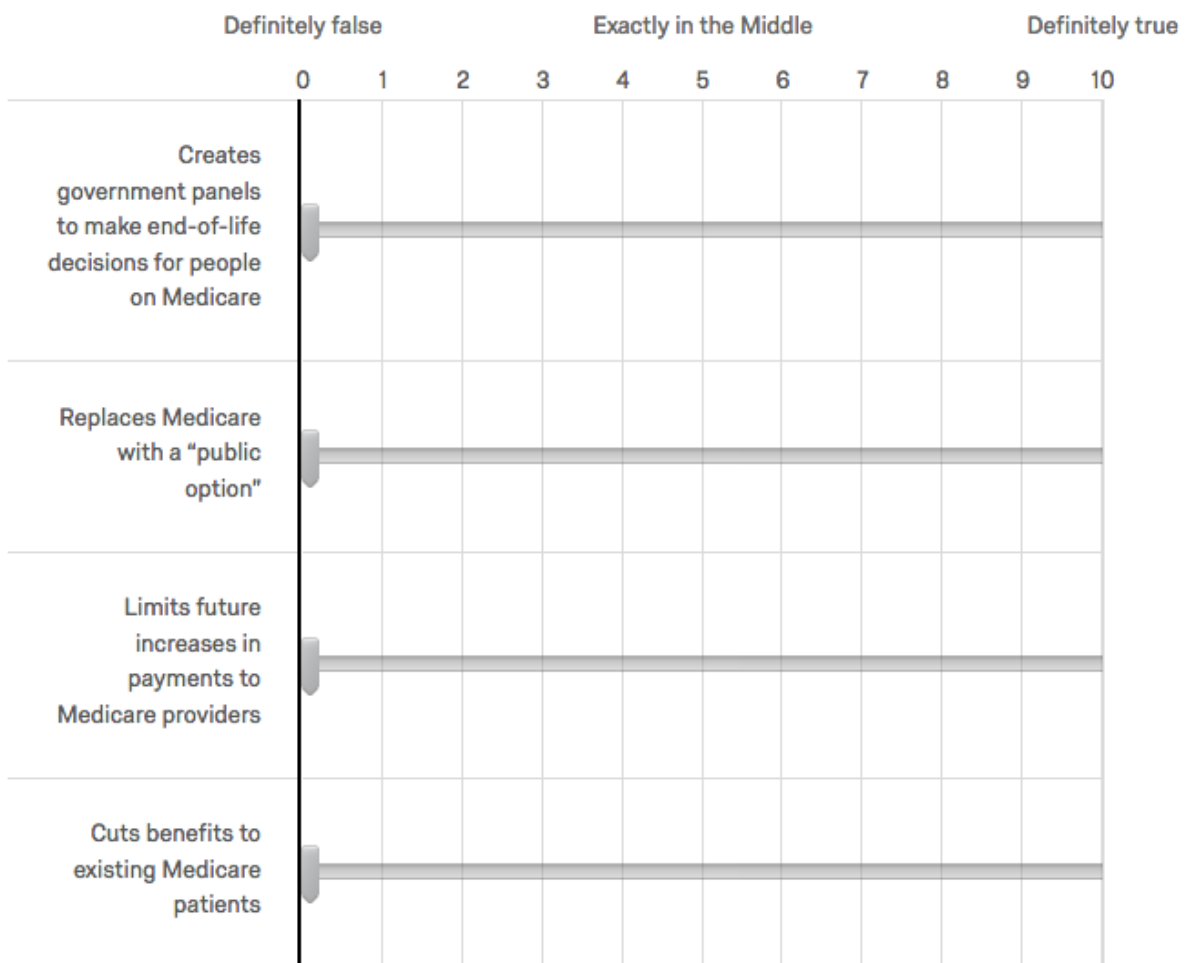 Definitely false Exactly in the Middle Definitely true
0 1 2 3 4 5 6 7 8 9 10
Creates
government panels
to make end-of-life
decisions for people
on Medicare
Replaces Medicare
with a “public
option”
Limits future
increases in
payments to
Medicare providers
Cuts benefits to
existing Medicare
patients